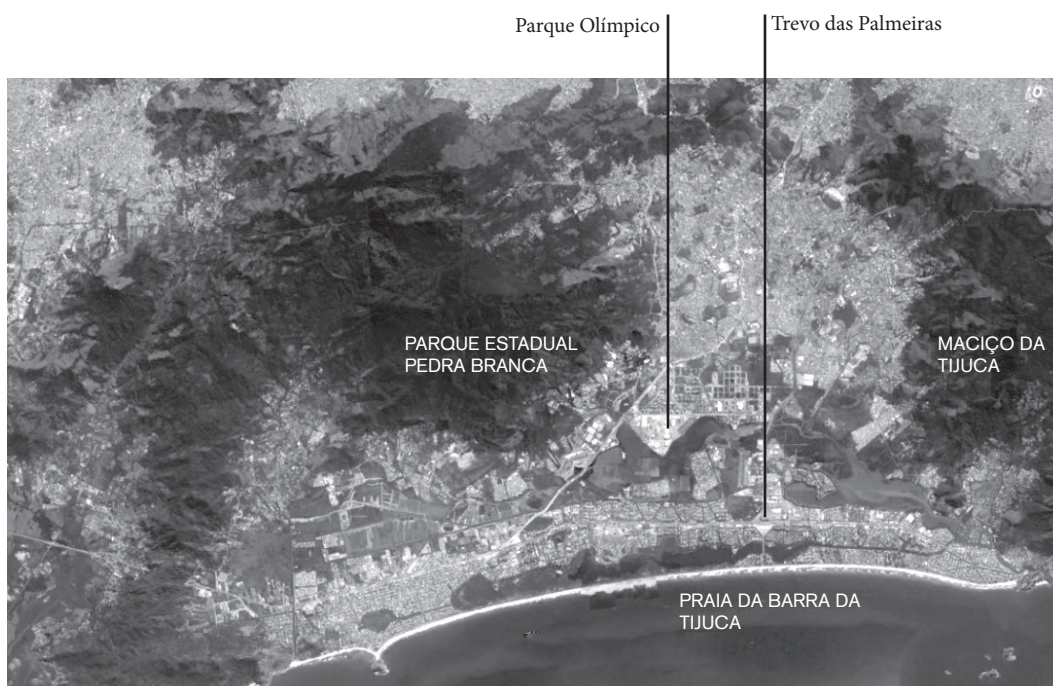 Parque Olímpico
Trevo das Palmeiras
PARQUE ESTADUAL
PEDRA BRANCA
MACIÇO DA
TIJUCA
PRAIA DA BARRA DA
TIJUCA